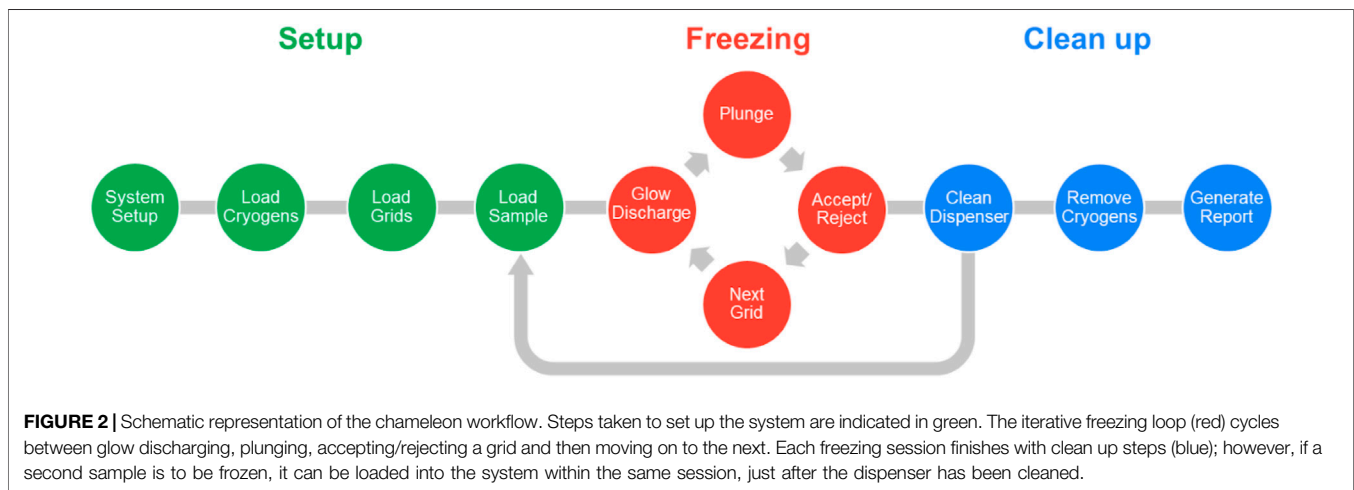 Setup
Freezing
Clean up
System
Setup
Load
Cryogens
Load
Grids
Load
Sample
Glow
Discharge
Plunge
Accept/
Reject
Next
Grid
Clean
Dispenser
Remove
Cryogens
Generate
Report
FIGURE 2 | Schematic representation of the chameleon workflow. Steps taken to set up the system are indicated in green. The iterative freezing loop (red) cycles
between glow discharging, plunging, accepting/rejecting a grid and then moving on to the next. Each freezing session finishes with clean up steps (blue); however, if a
second sample is to be frozen, it can be loaded into the system within the same session, just after the dispenser has been cleaned.